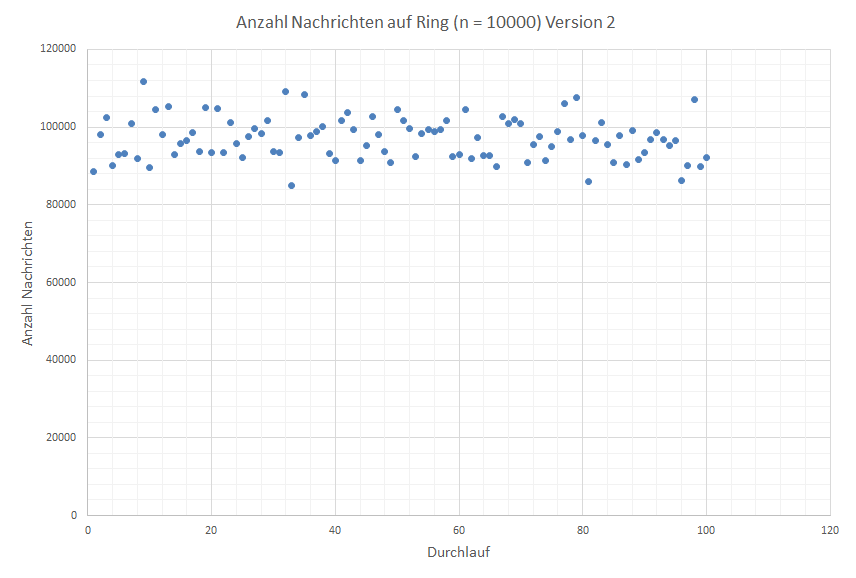 Anzahl Nachrichten auf Ring (n = 10000) Version 2
120000
100000
80000
60000
40000
20000
0
Anzahl Nachrichten
0 20 40 60 80 100 120
Durchlauf